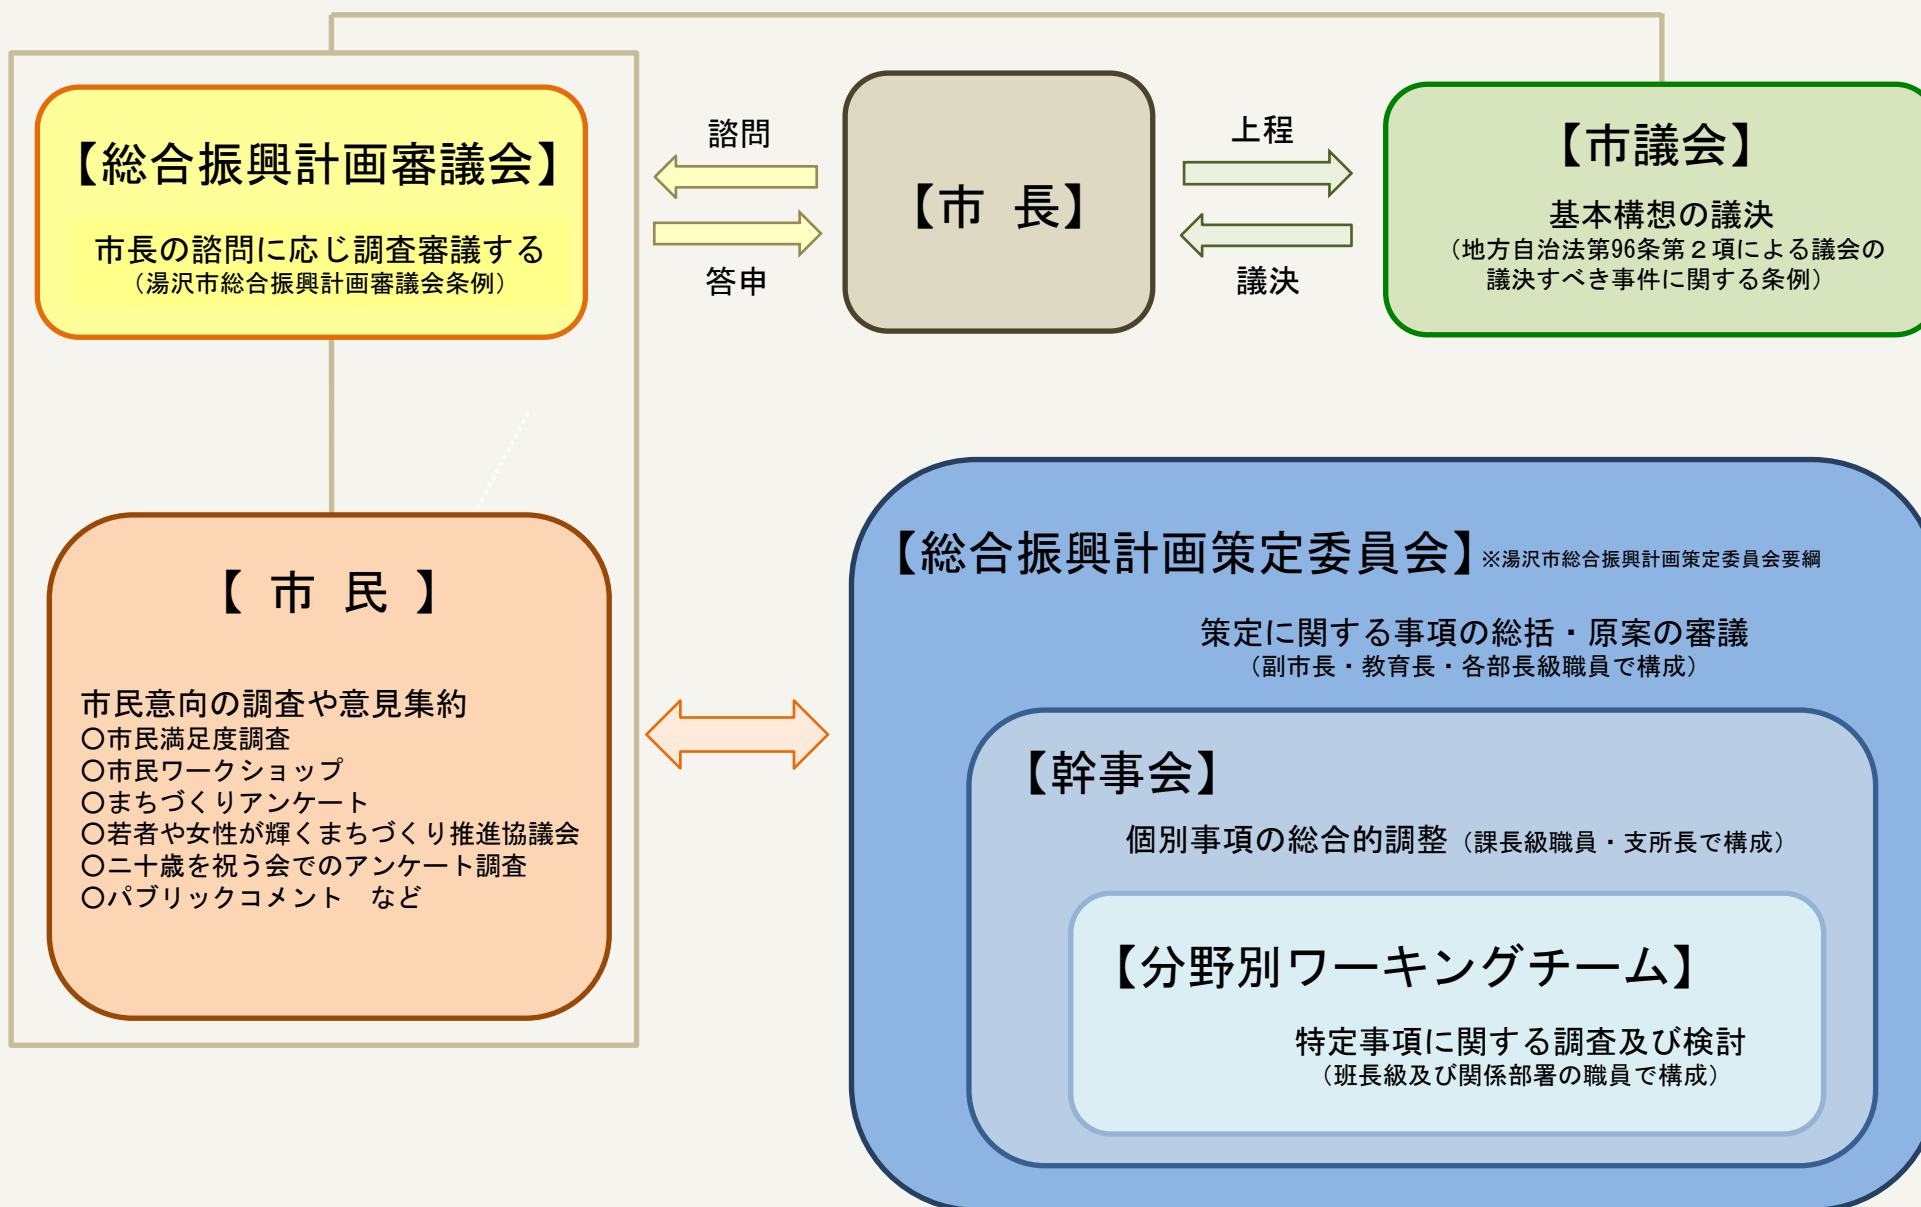 【総合振興計画審議会】
市長の諮問に応じ調査審議する
（湯沢市総合振興計画審議会条例）
諮問
答申
【市 長】
上程
議決
【市議会】
基本構想の議決
（地方自治法第96条第２項による議会の
議決すべき事件に関する条例）
【 市 民 】
市民意向の調査や意見集約
〇市民満足度調査
〇市民ワークショップ
〇まちづくりアンケート
〇若者や女性が輝くまちづくり推進協議会
〇二十歳を祝う会でのアンケート調査
〇パブリックコメント　など
【総合振興計画策定委員会】※湯沢市総合振興計画策定委員会要綱
策定に関する事項の総括・原案の審議
（副市長・教育長・各部長級職員で構成）
【幹事会】
個別事項の総合的調整（課長級職員・支所長で構成）
【分野別ワーキングチーム】
特定事項に関する調査及び検討
（班長級及び関係部署の職員で構成）